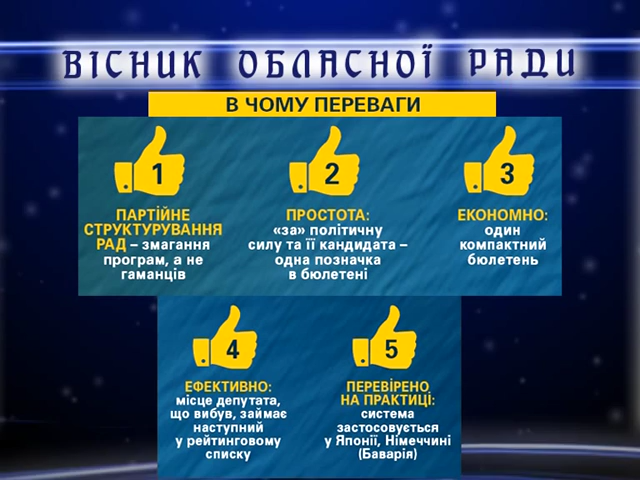 ВІСНИК ОБЛАСНОЇ РАДИ
В ЧОМУ ПЕРЕВАГИ
1
ПАРТІЙНЕ
СТРУКТУРУВАННЯ
РАД – змагання
програм, а не
гаманців
2
ПРОСТОТА:
«за» політичну
силу та її кандидата –
одна позначка
в бюлетені
3
ЕКОНОМНО:
один
компактний
бюлетень
4
ЕФЕКТИВНО:
місце депутата,
що вибув, займає
наступний
у рейтинговому
списку
5
ПЕРЕВІРЕНО
НА ПРАКТИЦІ:
система
застосовується
у Японії, Німеччині
(Баварія)